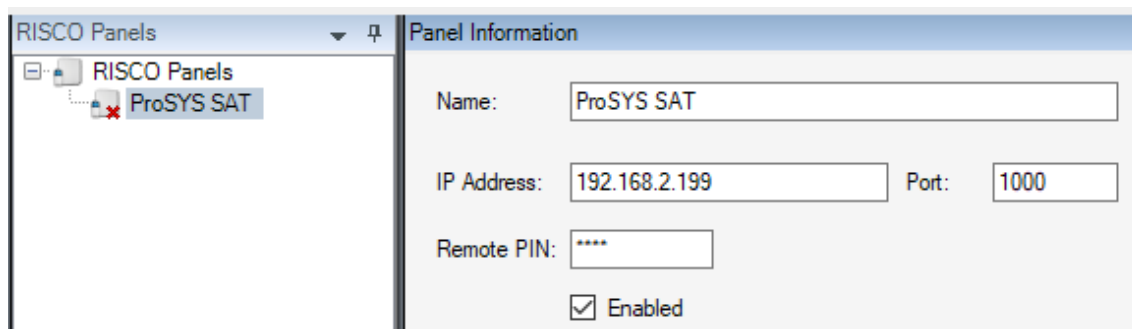 RISCO Panels
RISCO Panels
ProSYS SAT
Panel Information
Name: ProSYS SAT
IP Address: 192.168.2.199 Port: 1000
Remote PIN: ****
Enabled